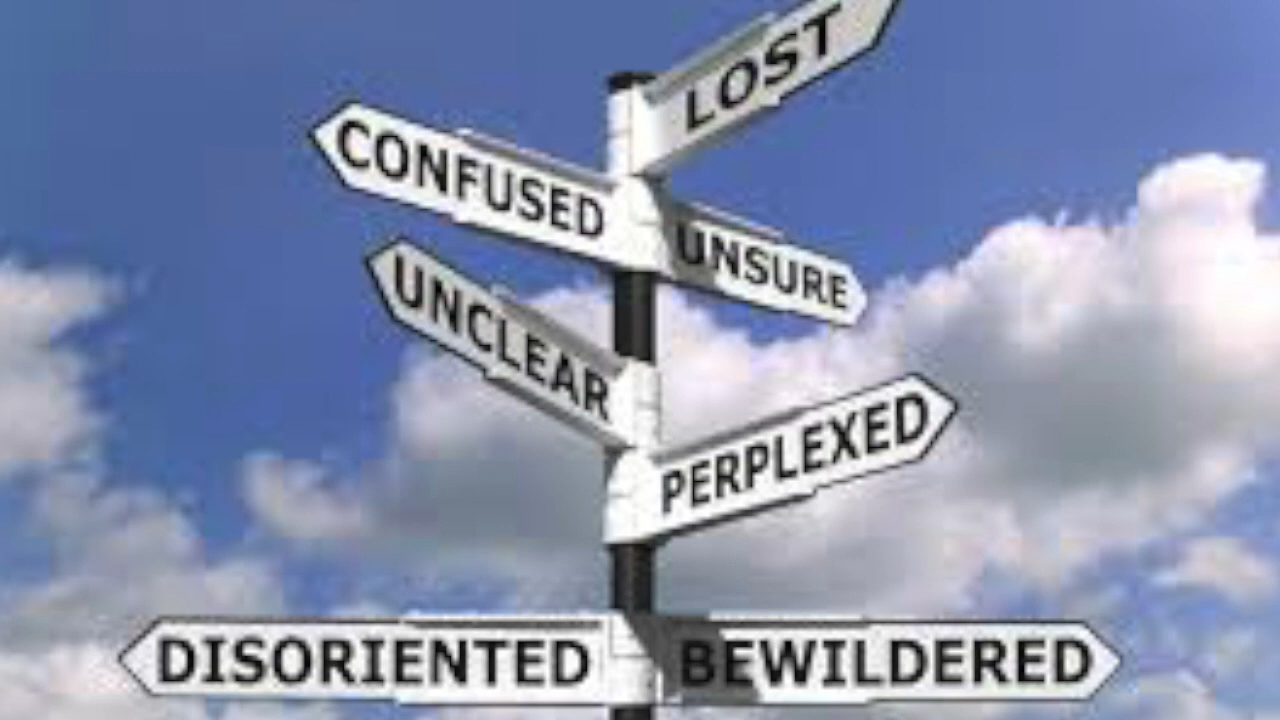 LOST
CONFUSED
UNSURE
UNCLEAR
PERPLEXED
DISORIENTED
BEWILDERED